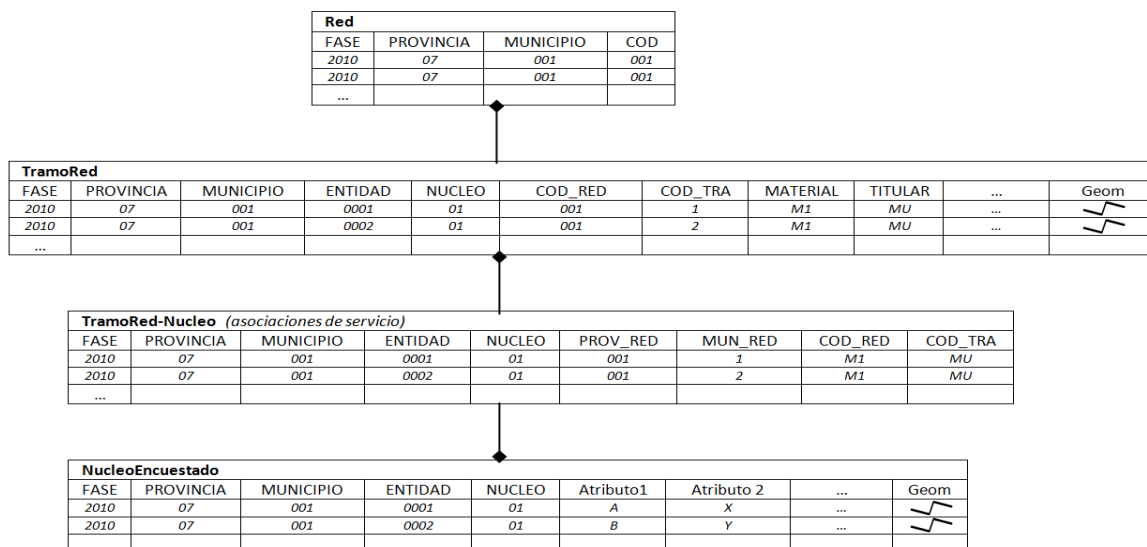 Red
FASE PROVINCIA MUNICIPIO COD
2010 07 001 001
2010 07 001 001
...
TramoRed
FASE PROVINCIA MUNICIPIO ENTIDAD NUCLEO COD_RED COD_TRA MATERIAL TITULAR ... Geom
2010 07 001 0001 01 001 1 M1 MU ...
2010 07 001 0002 01 001 2 M1 MU ...
...
TramoRed-Nucleo (asociaciones de servicio)
FASE PROVINCIA MUNICIPIO ENTIDAD NUCLEO PROV_RED MUN_RED COD_RED COD_TRA
2010 07 001 0001 01 001 1 M1 MU
2010 07 001 0002 01 001 2 M1 MU
...
NucleoEncuestado
FASE PROVINCIA MUNICIPIO ENTIDAD NUCLEO Atributo1 Atributo 2 ... Geom
2010 07 001 0001 01 A X ...
2010 07 001 0002 01 B Y ...